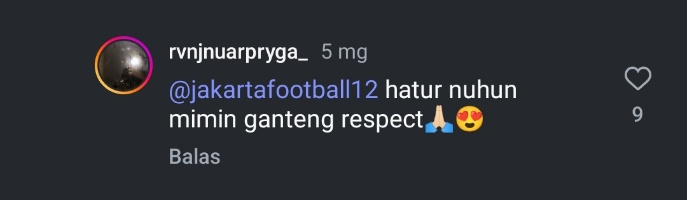 rvnjnuarpryga_ 5 mg
@jakartafootball12 hatur nuhun
mimin ganteng respect🙏🏻😍
9
Balas